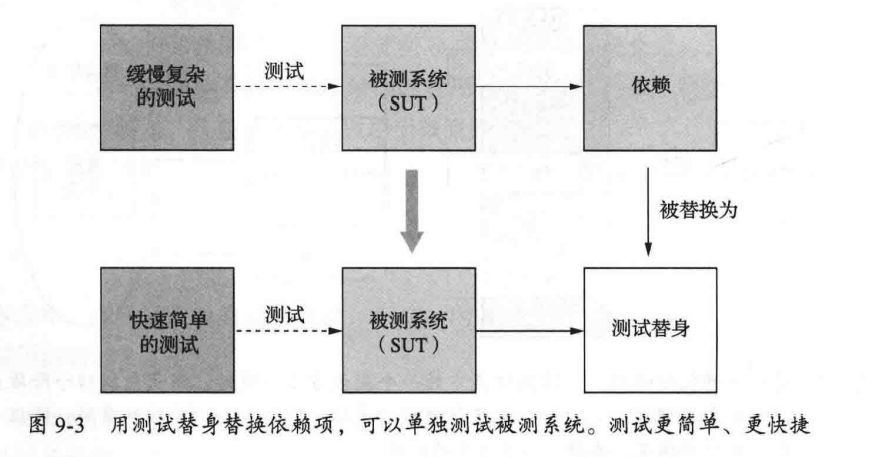 缓慢复杂
的测试
测试
被测系统
（SUT）
依赖
被替换为
快速简单
的测试
测试
被测系统
（SUT）
测试替身
图 9-3 用测试替身替换依赖项，可以单独测试被测系统。测试更简单、更快捷